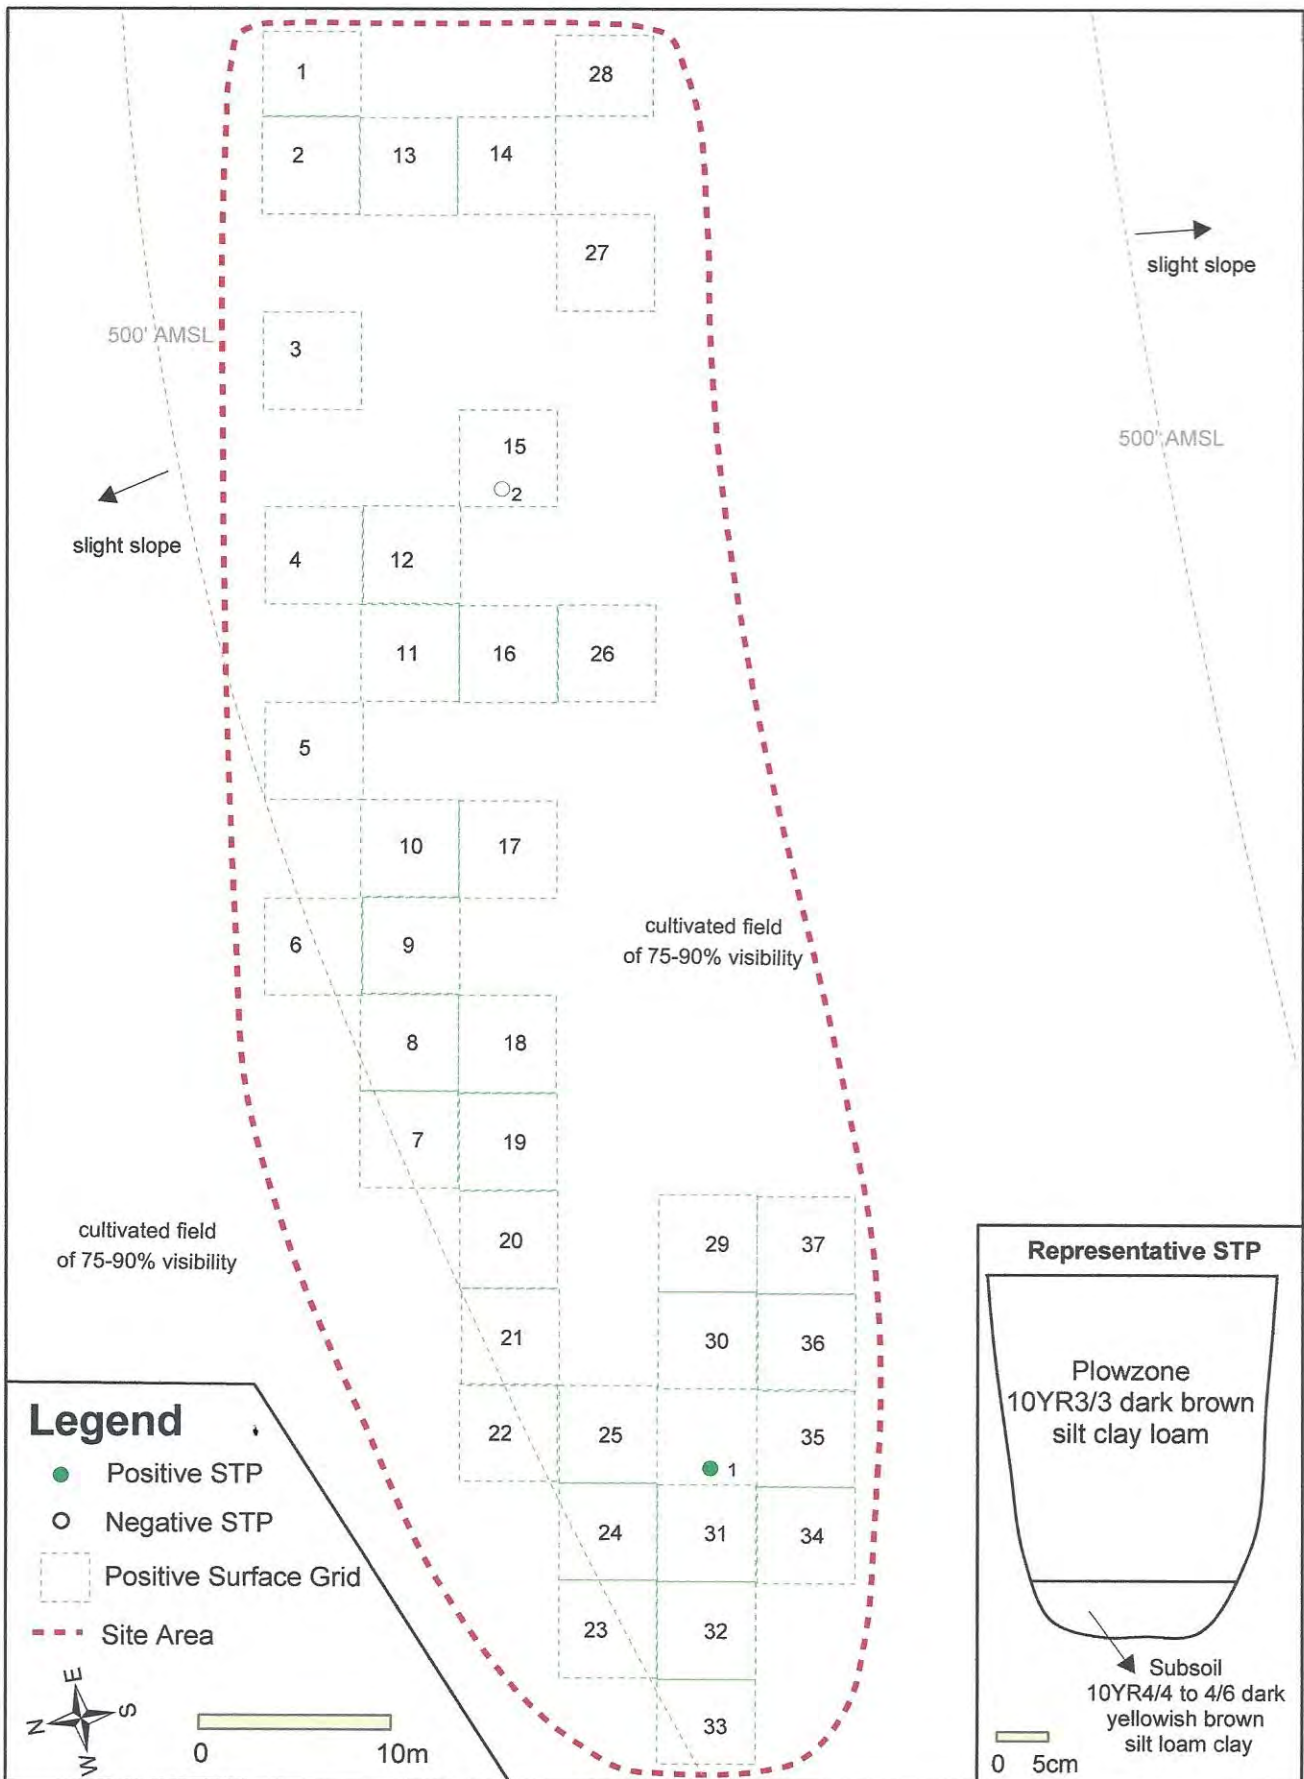 1
28
2
13
14
27
slight slope
500' AMSL
3
500' AMSL
15
2
slight slope
4
12
11
16
26
5
10
17
cultivated field
of 75-90% visibility
6
9
8
18
7
19
cultivated field
of 75-90% visibility
20
29
37
21
30
36
22
25
35
1
24
31
34
23
32
33
Legend
Positive STP
Negative STP
Positive Surface Grid
Site Area
N
E
S
W
0 10m
Representative STP
Plowzone
10YR3/3 dark brown
silt clay loam
Subsoil
10YR4/4 to 4/6 dark
yellowish brown
silt loam clay
0 5cm